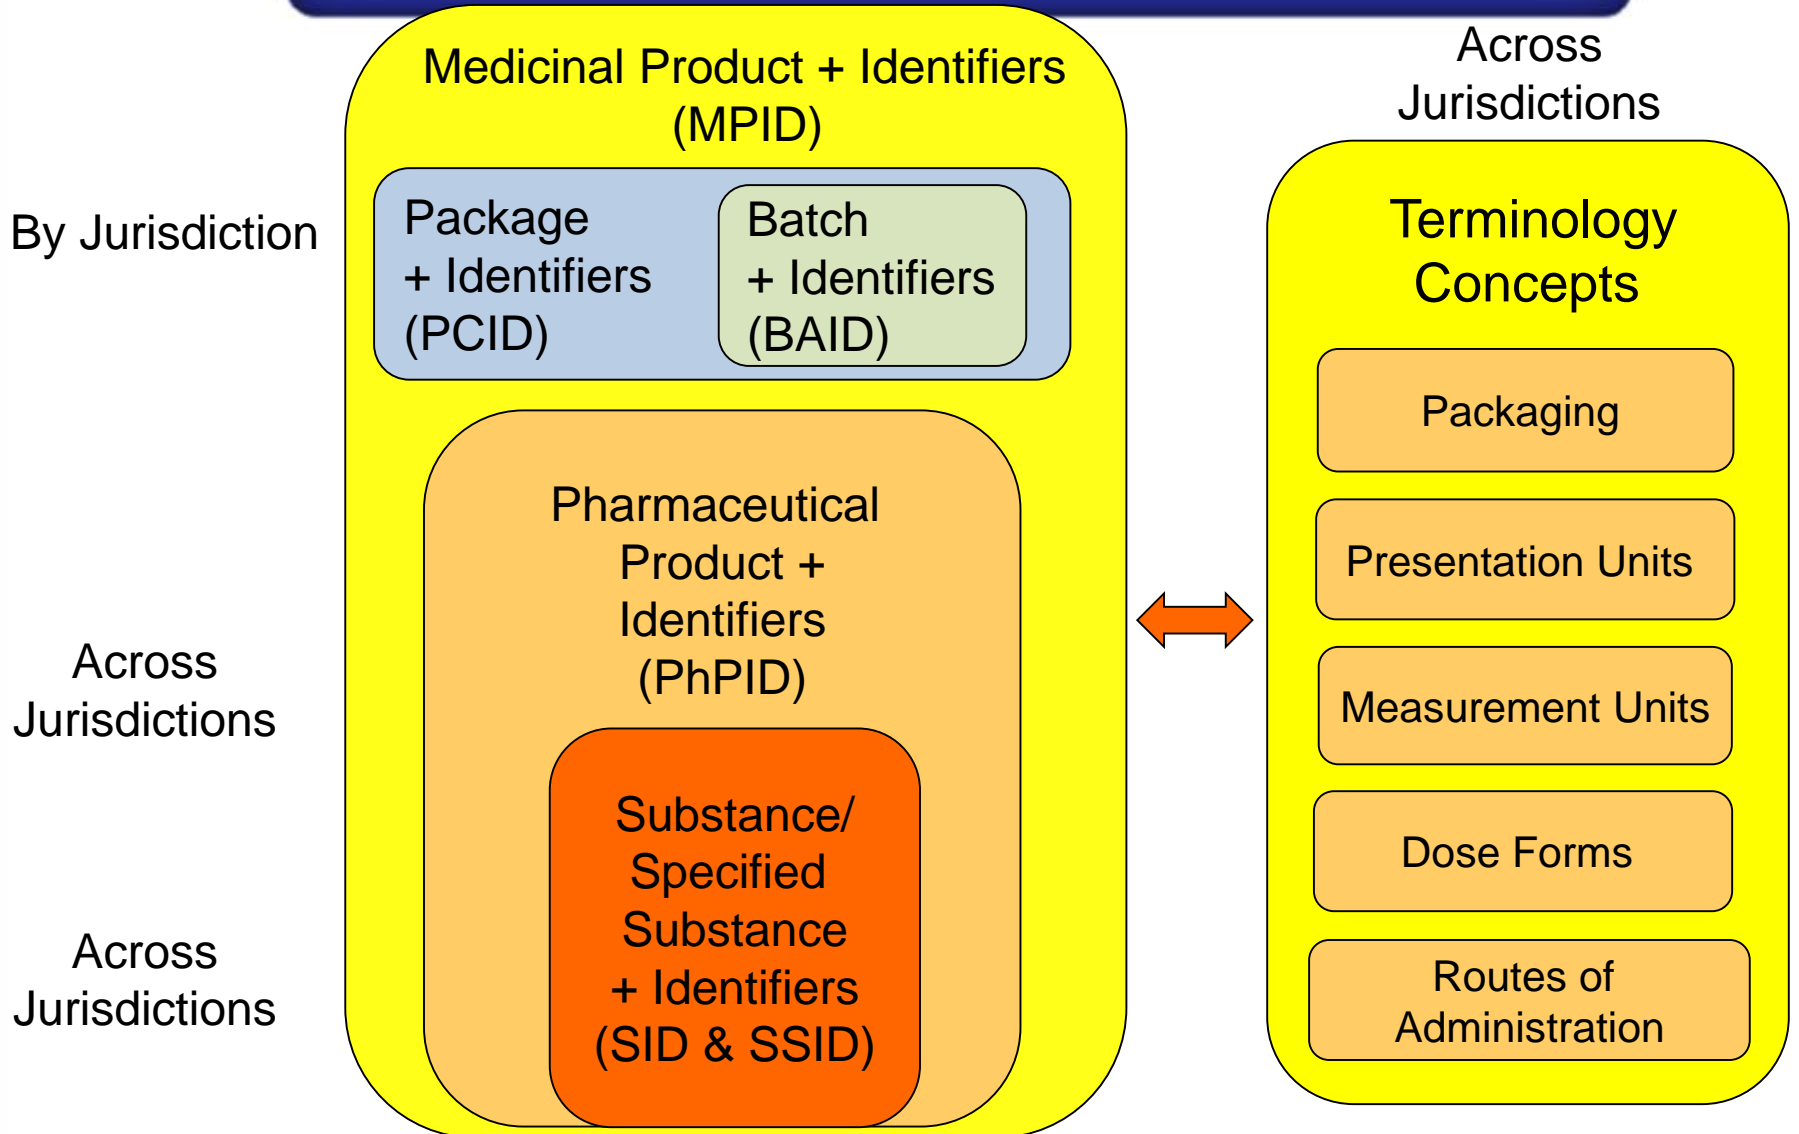 Medicinal Product + Identifiers
(MPID)
By Jurisdiction
Package
+ Identifiers
(PCID)
Batch
+ Identifiers
(BAID)
Pharmaceutical
Product +
Identifiers
(PhPID)
Across
Jurisdictions
Substance/
Specified
Substance
+ Identifiers
(SID & SSID)
Across
Jurisdictions
Across
Jurisdictions
Terminology
Concepts
Packaging
Presentation Units
Measurement Units
Dose Forms
Routes of
Administration